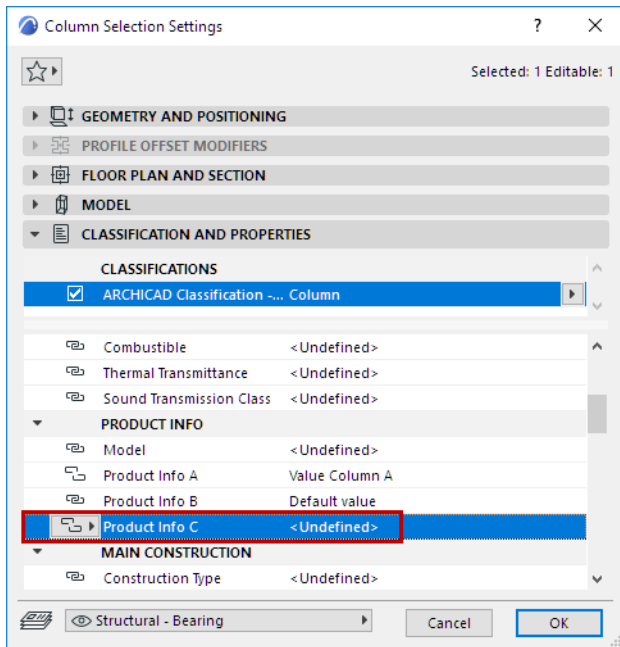 Column Selection Settings ?
Selected: 1 Editable: 1
GEOMETRY AND POSITIONING
PROFILE OFFSET MODIFIERS
FLOOR PLAN AND SECTION
MODEL
CLASSIFICATION AND PROPERTIES
CLASSIFICATIONS
ARCHICAD Classification -... Column
Combustible <Undefined>
Thermal Transmittance <Undefined>
Sound Transmission Class <Undefined>
PRODUCT INFO
Model <Undefined>
Product Info A Value Column A
Product Info B Default value
Product Info C <Undefined>
MAIN CONSTRUCTION
Construction Type <Undefined>
Structural - Bearing Cancel OK